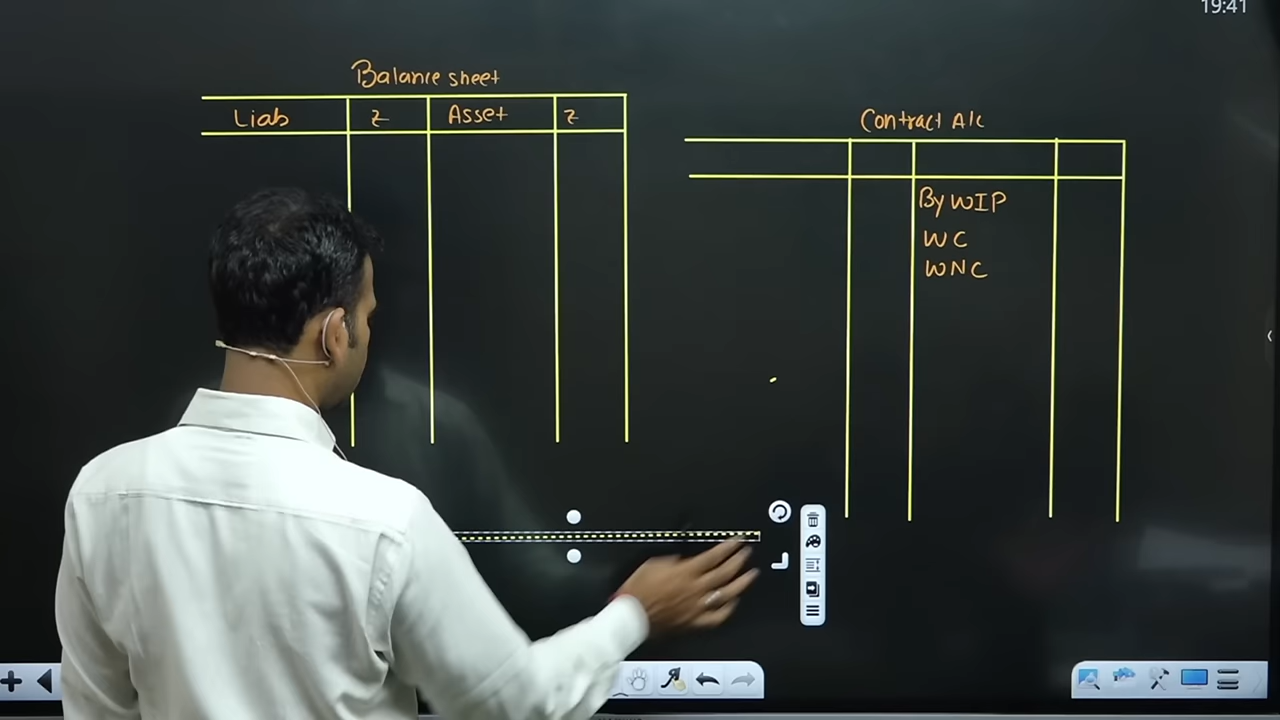 19:41
Balance sheet
Liab ₹ Asset ₹
Contract A/c
By WIP
WC
WNC